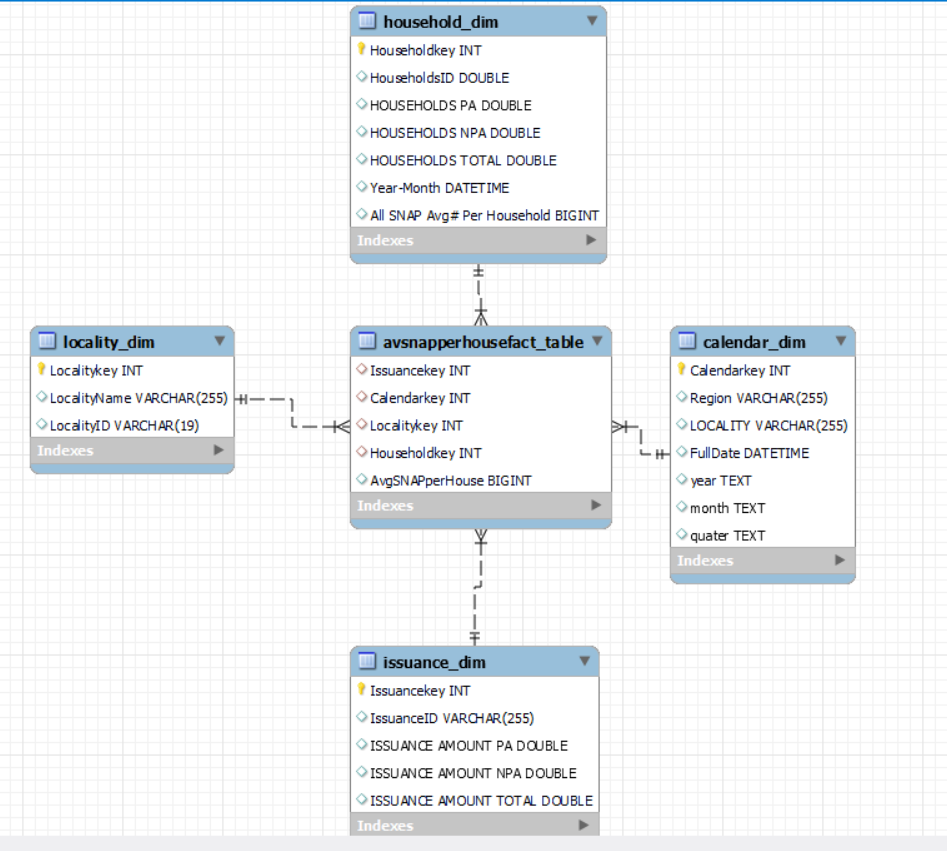 household_dim
Householdkey INT
HouseholdsID DOUBLE
HOUSEHOLDS PA DOUBLE
HOUSEHOLDS NPA DOUBLE
HOUSEHOLDS TOTAL DOUBLE
Year-Month DATETIME
All SNAP Avg# Per Household BIGINT
Indexes
locality_dim
Localitykey INT
LocalityName VARCHAR(255)
LocalityID VARCHAR(19)
Indexes
avsnapperhousefact_table
Issuancekey INT
Calendarkey INT
Localitykey INT
Householdkey INT
AvgSNAPperHouse BIGINT
Indexes
calendar_dim
Calendarkey INT
Region VARCHAR(255)
LOCALITY VARCHAR(255)
FullDate DATETIME
year TEXT
month TEXT
quater TEXT
Indexes
issuance_dim
Issuancekey INT
IssuanceID VARCHAR(255)
ISSUANCE AMOUNT PA DOUBLE
ISSUANCE AMOUNT NPA DOUBLE
ISSUANCE AMOUNT TOTAL DOUBLE
Indexes